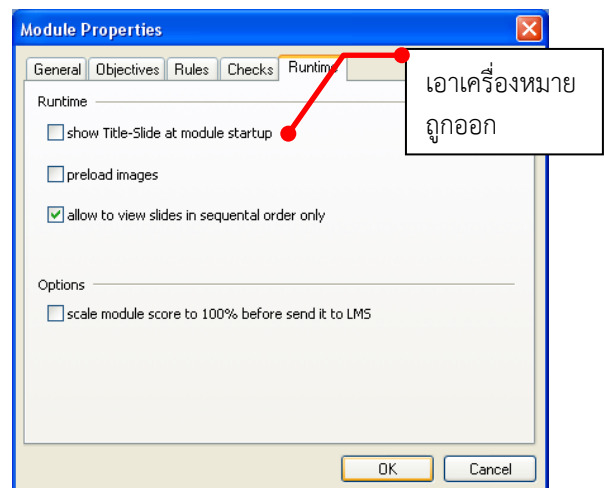 Module Properties
General Objectives Rules Checks Runtime
เอาเครื่องหมาย
ถูกออก
Runtime
show Title-Slide at module startup
preload images
allow to view slides in sequental order only
Options
scale module score to 100% before send it to LMS
OK Cancel